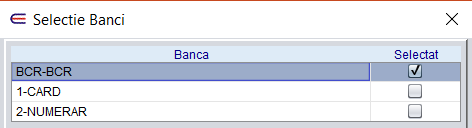 Selectie Banci
Banca Selectat
BCR-BCR
1-CARD
2-NUMERAR